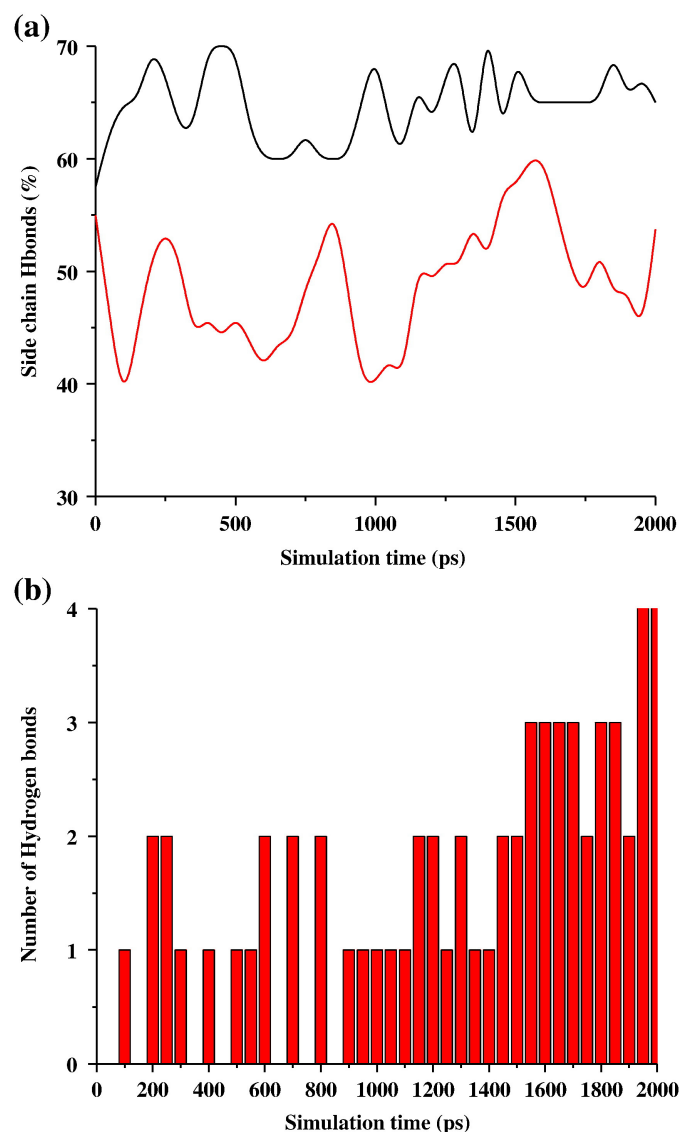 (a)
70
60
50
40
30
Side chain Hbonds (%)
0 500 1000 1500 2000
Simulation time (ps)
(b)
4
3
2
1
0
Number of Hydrogen bonds
0 200 400 600 800 1000 1200 1400 1600 1800 2000
Simulation time (ps)